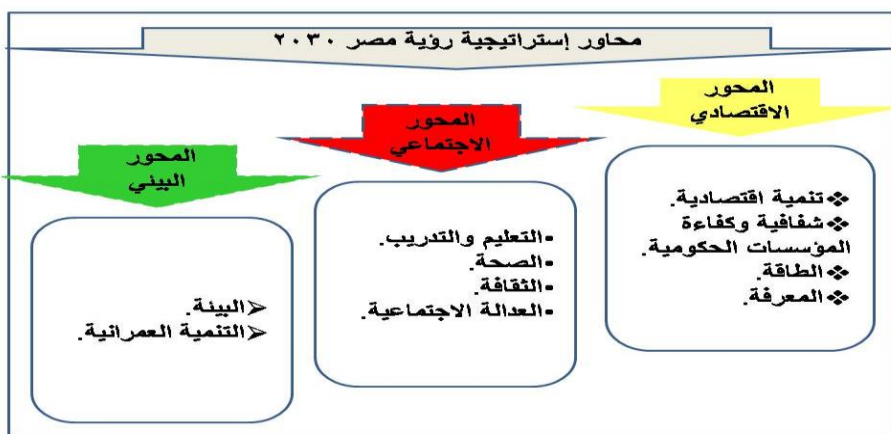 محاور إستراتيجية رؤية مصر ٢٠٣٠
المحور
الاقتصادي
❖تنمية اقتصادية.
❖شفافية وكفاءة
المؤسسات الحكومية.
❖الطاقة.
❖المعرفة.
المحور
الاجتماعي
▪التعليم والتدريب.
▪الصحة.
▪الثقافة.
▪العدالة الاجتماعية.
المحور
البيئي
➢البيئة.
➢التنمية العمرانية.